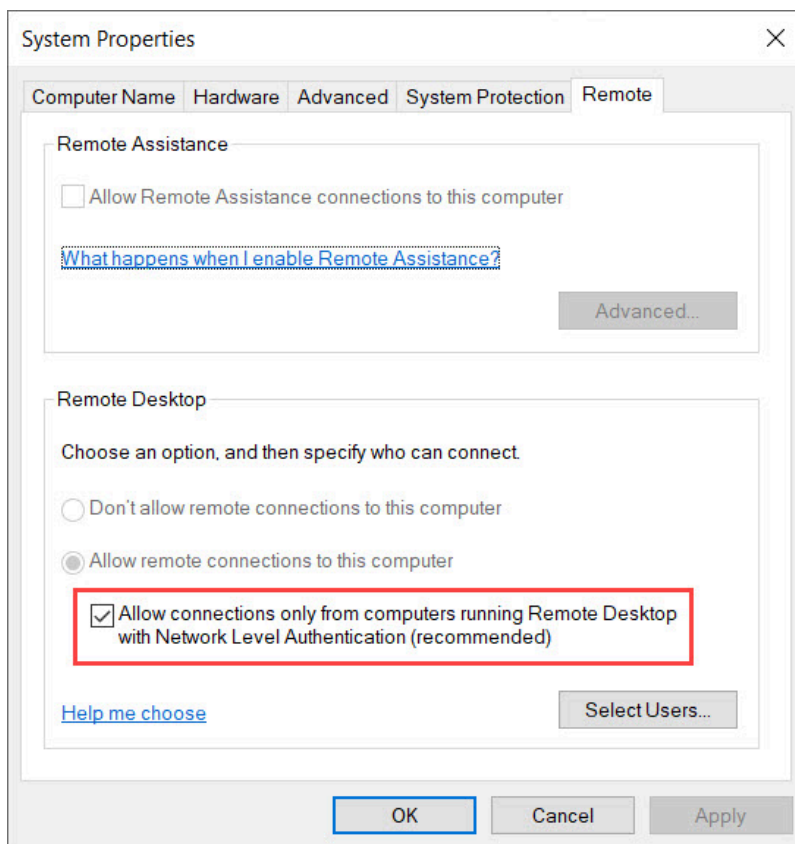 System Properties
Computer Name Hardware Advanced System Protection Remote
Remote Assistance
Allow Remote Assistance connections to this computer
What happens when I enable Remote Assistance?
Advanced...
Remote Desktop
Choose an option, and then specify who can connect.
Don't allow remote connections to this computer
Allow remote connections to this computer
Allow connections only from computers running Remote Desktop
with Network Level Authentication (recommended)
Help me choose
Select Users...
OK Cancel Apply